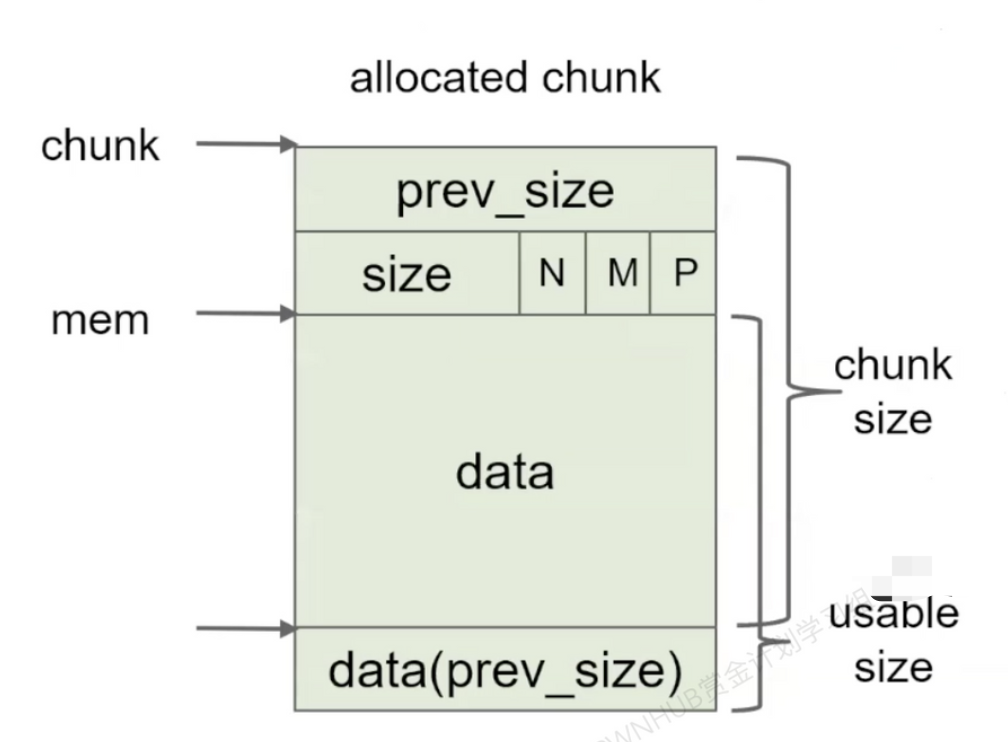 allocated chunk
chunk
prev_size
size N M P
mem
chunk
size
data
usable
size
data(prev_size)
WNHUB赏金计划学习组